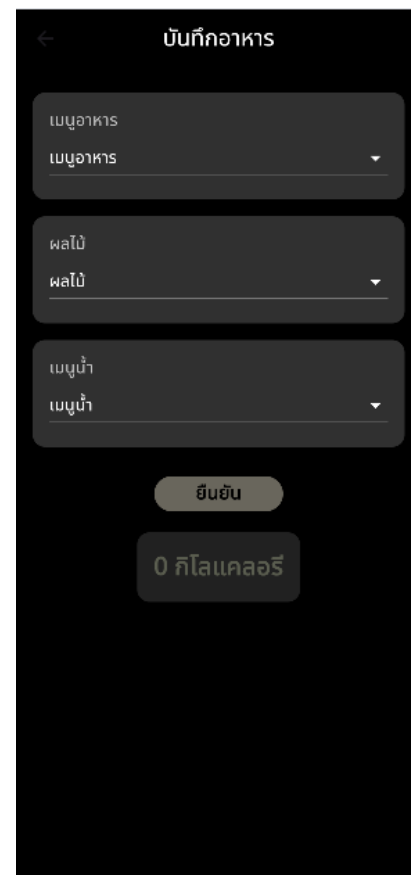 บันทึกอาหาร
เมนูอาหาร
เมนูอาหาร
ผลไม้
ผลไม้
เมนูน้ำ
เมนูน้ำ
ยืนยัน
0 กิโลแคลอรี